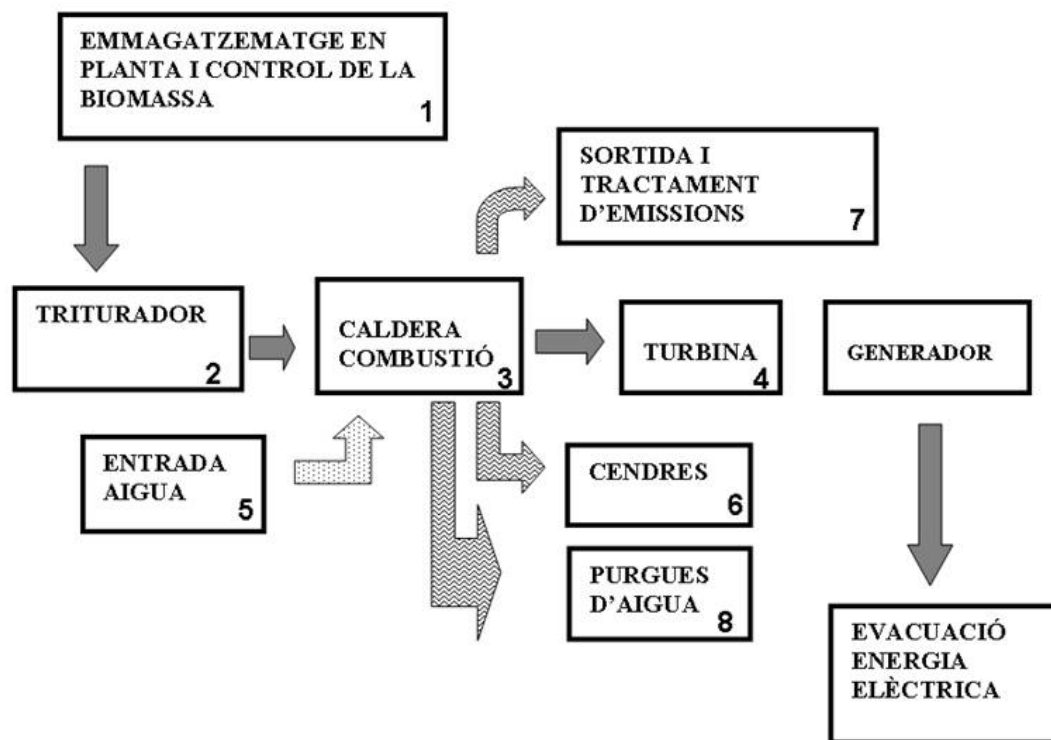 EMMAGATZEMATGE EN
PLANTA I CONTROL DE LA
BIOMASSA
1
SORTIDA I
TRACTAMENT
D'EMISSIONS
7
TRITURADOR
2
CALDERA
COMBUSTIÓ
3
TURBINA
4
GENERADOR
ENTRADA
AIGUA
5
CENDRES
6
PURGUES
D'AIGUA
8
EVACUACIÓ
ENERGIA
ELÈCTRICA